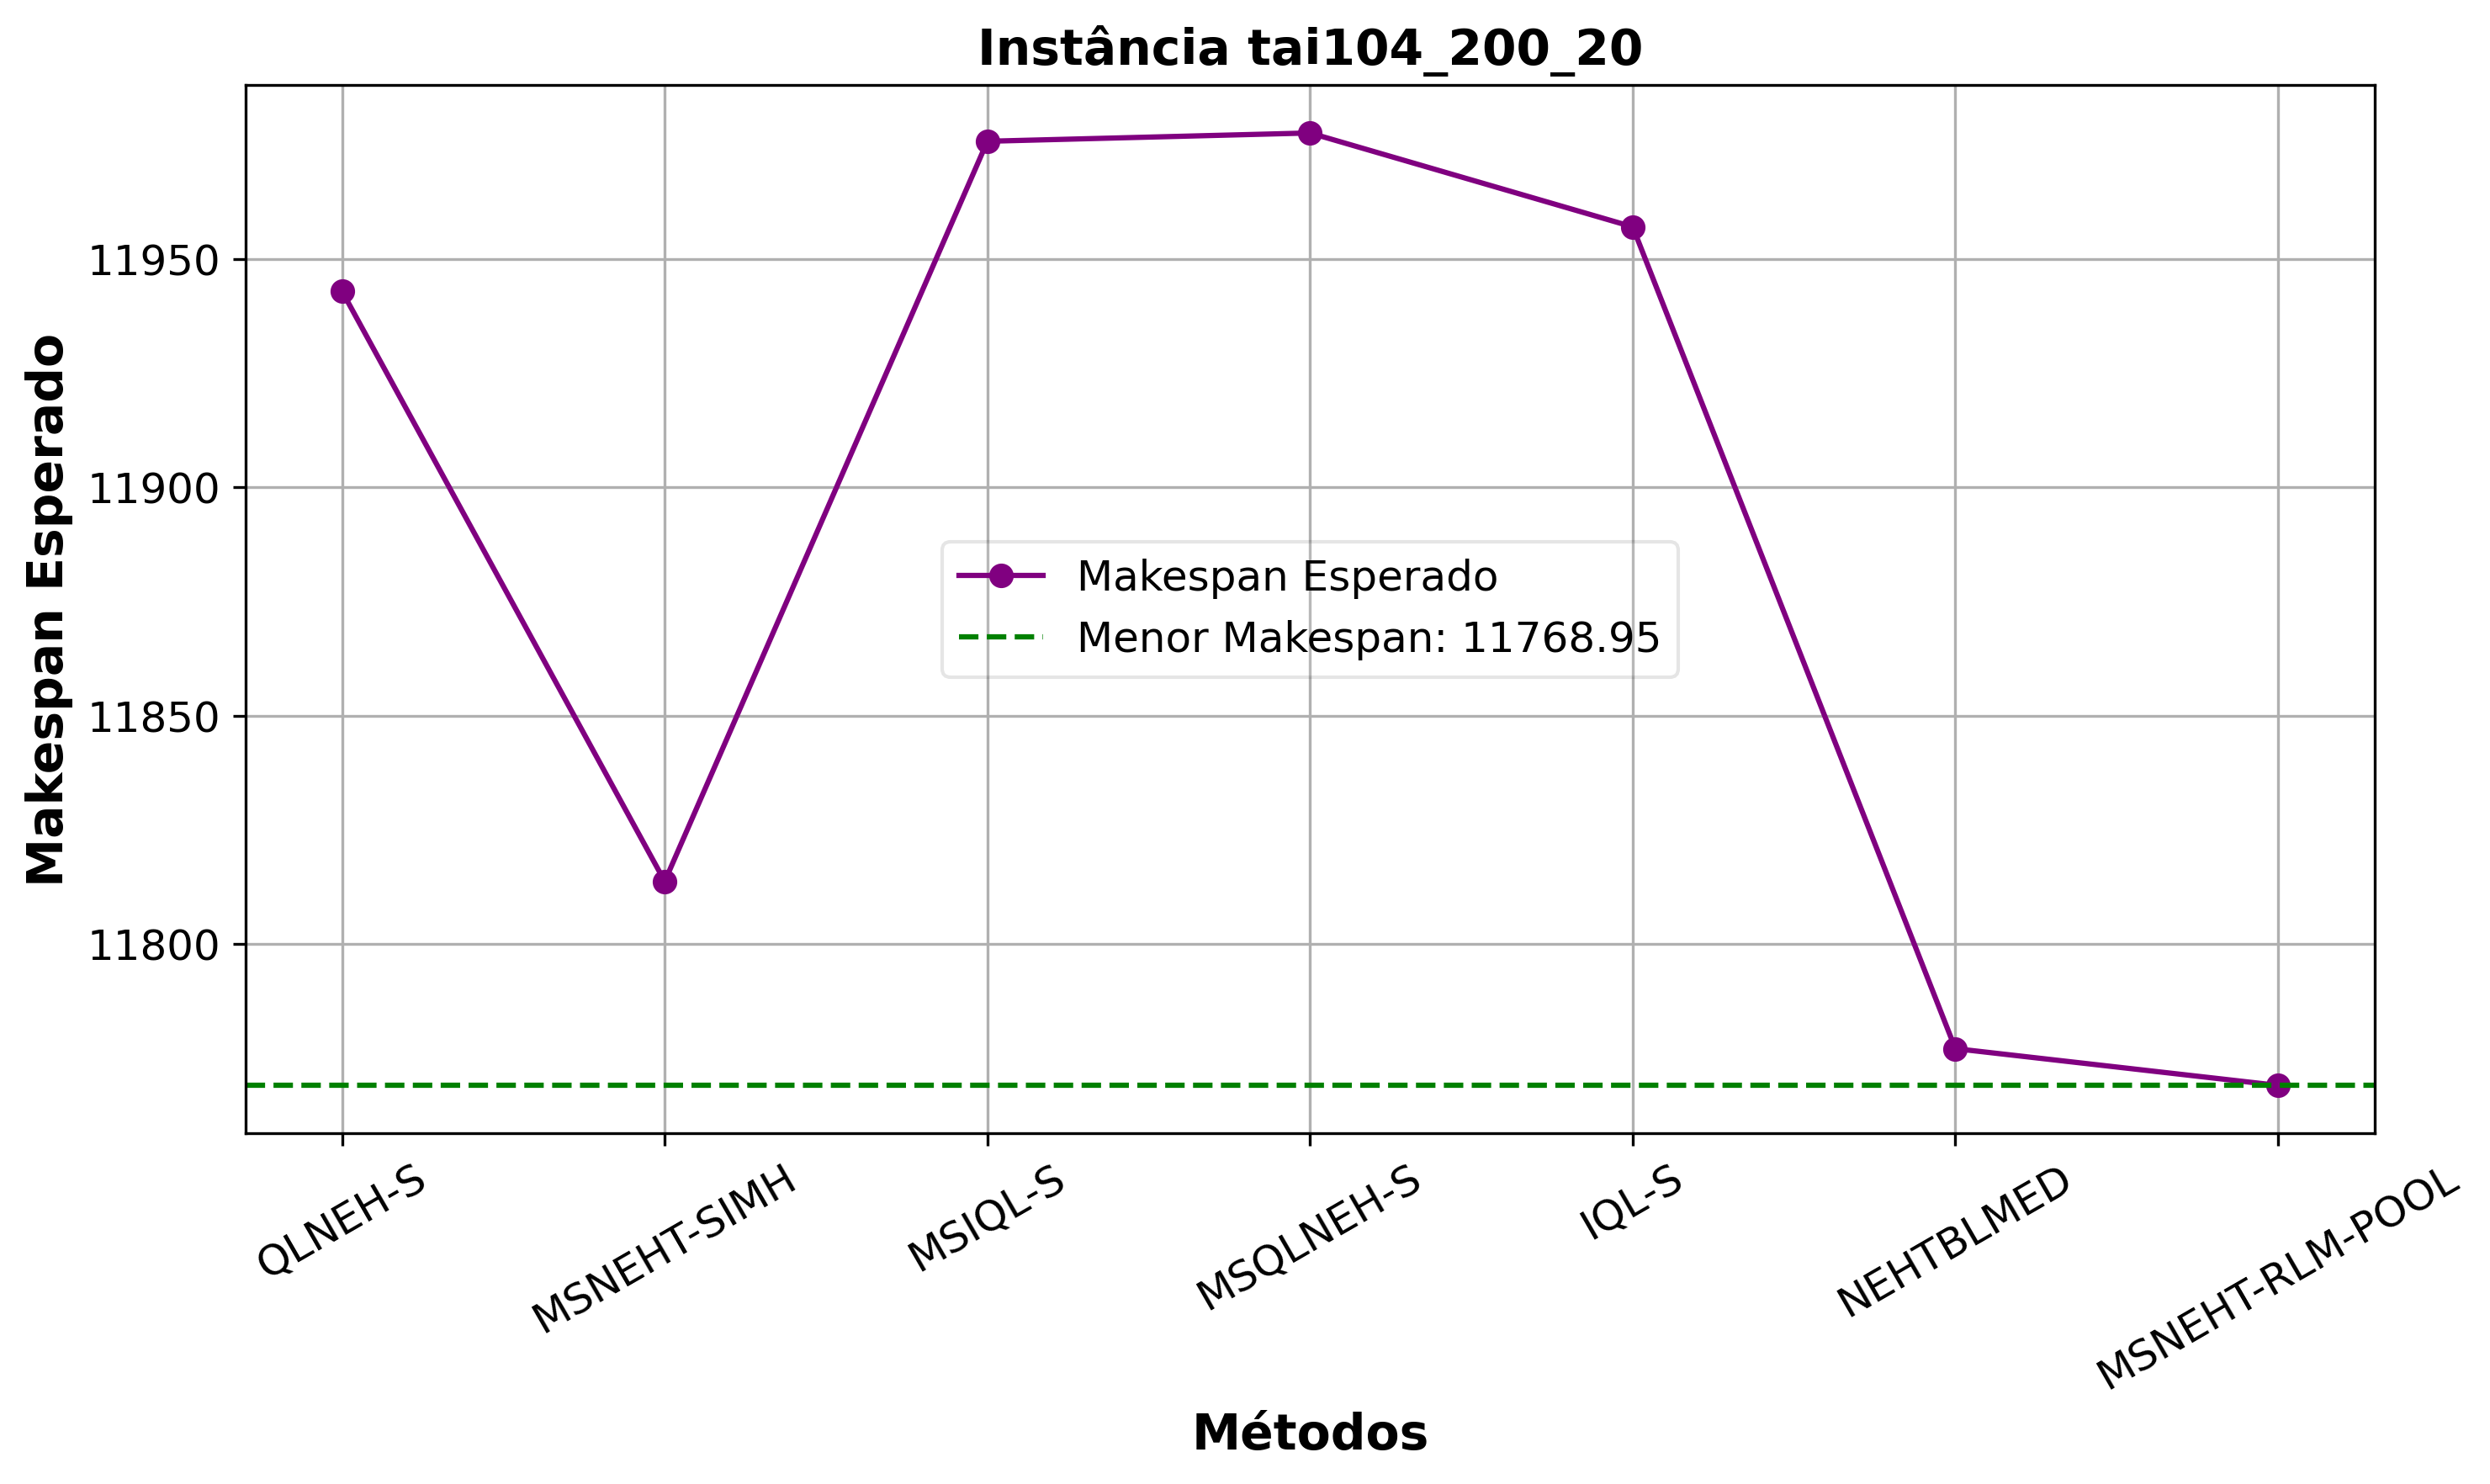 Instância tai104_200_20
Makespan Esperado
11950
11900
11850
11800
Makespan Esperado
Menor Makespan: 11768.95
QLNEH-S
MSNEHT-SIMH
MSIQL-S
MSQLNEH-S
IQL-S
NEHTBLMED
MSNEHT-RLM-POOL
Métodos